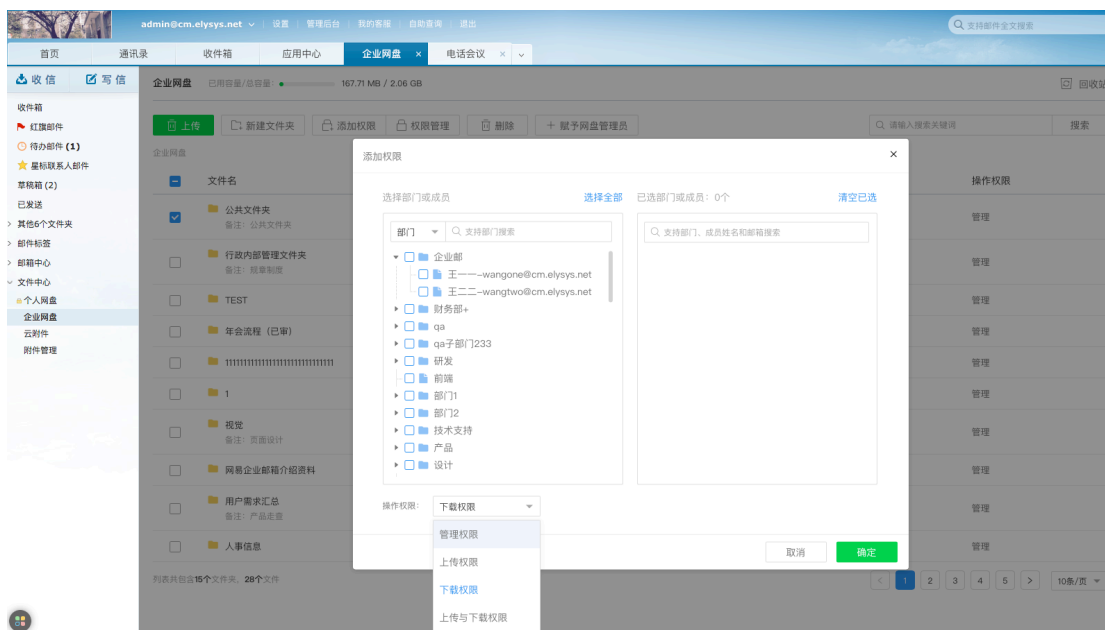 admin@cm.elysys.net 设置 管理后台 我的客服 自助查询 退出 支持邮件全文搜索
首页 通讯录 收件箱 应用中心 企业网盘 × 电话会议 ×
收信 写信
企业网盘 已用容量/总容量: 167.71 MB / 2.06 GB 回收站
收件箱
红旗邮件
待办邮件 (1)
星标联系人邮件
草稿箱 (2)
已发送
其他6个文件夹
邮件标签
邮箱中心
文件中心
个人网盘
企业网盘
云附件
附件管理
上传 新建文件夹 添加权限 权限管理 删除 + 赋予网盘管理员 请输入搜索关键词 搜索
企业网盘
文件名 操作权限
公共文件夹 管理
备注: 公共文件夹
行政内部管理文件夹 管理
备注: 规章制度
TEST 管理
年会流程（已审） 管理
1 管理
视觉 管理
备注: 页面设计
网易企业邮箱介绍资料 管理
用户需求汇总 管理
备注: 产品走查
人事信息 管理
列表共包含15个文件夹, 28个文件
< 1 2 3 4 5 > 10条/页
添加权限 ×
选择部门或成员 选择全部
部门 支持部门搜索
企业邮
王一一-wangone@cm.elysys.net
王二二-wangtwo@cm.elysys.net
财务部+
qa
qa子部门233
研发
前端
部门1
部门2
技术支持
产品
设计
已选部门或成员: 0个 清空已选
支持部门、成员姓名和邮箱搜索
操作权限: 下载权限
管理权限
上传权限
下载权限
上传与下载权限
取消 确定